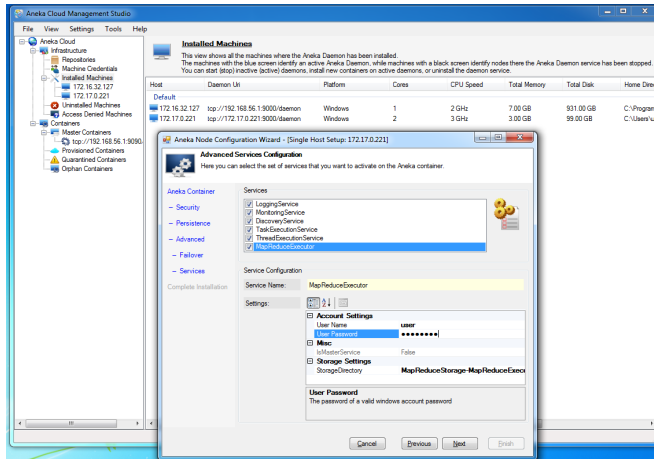 Aneka Cloud Management Studio
File View Settings Tools Help
Aneka Cloud
Infrastructure
Repositories
Machine Credentials
Installed Machines
172.16.32.127
172.17.0.221
Uninstalled Machines
Access Denied Machines
Containers
Master Containers
tcp://192.168.56.1:9090
Provisioned Containers
Quarantined Containers
Orphan Containers
Installed Machines
This view shows all the machines where the Aneka Daemon has been installed.
The machines with the blue screen identify an active Aneka Daemon, while machines with a black screen identify nodes there the Aneka Daemon service has been stopped.
You can start (stop) inactive (active) daemons, install new containers on active daemons, or uninstall the daemon service.
Host Daemon Uri Platform Cores CPU Speed Total Memory Total Disk Home Direc
Default
172.16.32.127 tcp://192.168.56.1:9000/daemon Windows 1 2 GHz 7.00 GB 931.00 GB C:\Program
172.17.0.221 tcp://172.17.0.221:9000/daemon Windows 2 3 GHz 3.00 GB 99.00 GB C:\Users\u
Aneka Node Configuration Wizard - [Single Host Setup: 172.17.0.221]
Advanced Services Configuration
Here you can select the set of services that you want to activate on the Aneka container.
Aneka Container
– Security
– Persistence
– Advanced
– Failover
– Services
Complete Installation
Services
LoggingService
MonitoringService
DiscoveryService
TaskExecutionService
ThreadExecutionService
MapReduceExecutor
Service Configuration
Service Name: MapReduceExecutor
Settings:
Account Settings
User Name user
User Password ●●●●●●●●
Misc
IsMasterService False
Storage Settings
StorageDirectory MapReduceStorage-MapReduceExecu
User Password
The password of a valid windows account password
Cancel Previous Next Finish